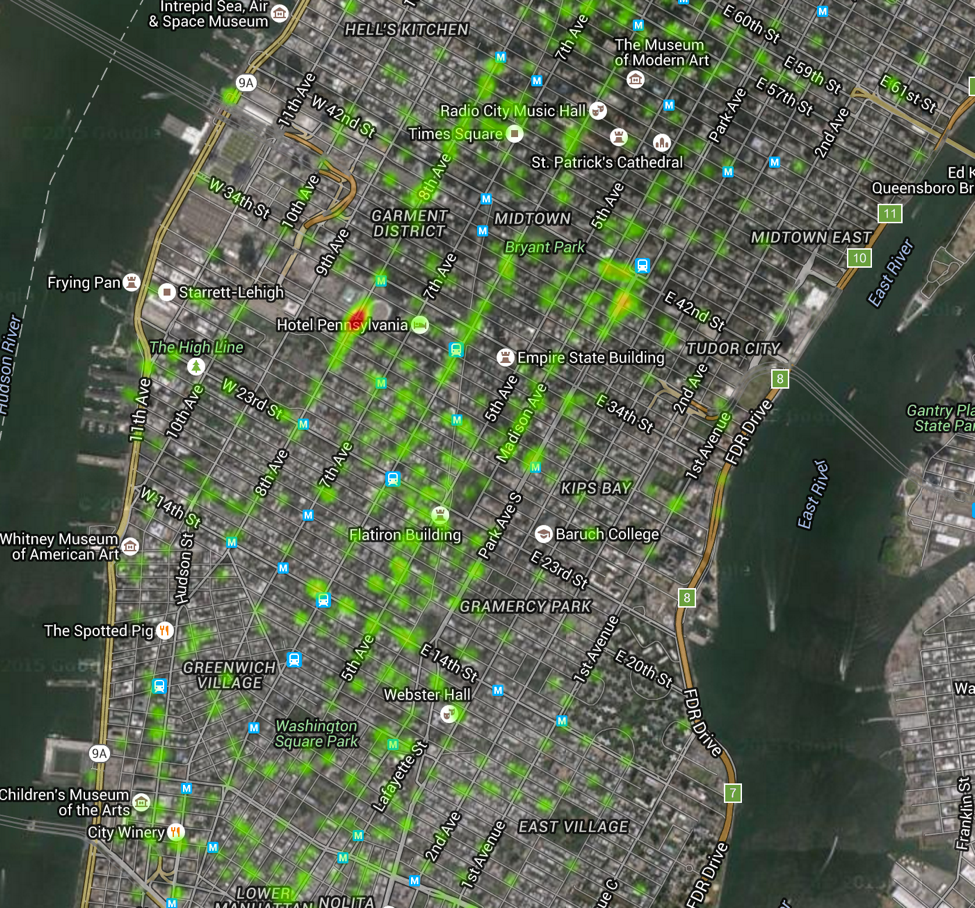 Intrepid Sea, Air
& Space Museum
HELL'S KITCHEN
7th Ave
E 60th St
The Museum
of Modern Art
E 59th St
E 57th St
E 61st St
9A
11th Ave
W 42nd St
Radio City Music Hall
Times Square
St. Patrick's Cathedral
Park Ave
2nd Ave
Ed K
Queensboro Br
8th Ave
W 34th St
10th Ave
GARMENT
DISTRICT
MIDTOWN
5th Ave
Bryant Park
MIDTOWN EAST
11
10
East River
9th Ave
7th Ave
Frying Pan
Starrett-Lehigh
E 42nd St
Hudson River
Hotel Pennsylvania
The High Line
Empire State Building
TUDOR CITY
8
11th Ave
10th Ave
W 23rd St
5th Ave
Madison Ave
E 34th St
2nd Ave
1st Avenue
FDR Drive
Gantry Pla
State Pa
8th Ave
7th Ave
KIPS BAY
East River
W 14th St
Flatiron Building
Park Ave S
Baruch College
Whitney Museum
of American Art
Hudson St
E 23rd St
8
GRAMERCY PARK
The Spotted Pig
GREENWICH
VILLAGE
5th Ave
E 14th St
1st Avenue
E 20th St
Webster Hall
Wa
Washington
Square Park
FDR Drive
9A
Lafayette St
7
Children's Museum
of the Arts
City Winery
2nd Ave
1st Avenue
EAST VILLAGE
Franklin St
FDR Drive
LOWER
MANHATTAN
NOLITA
ue C